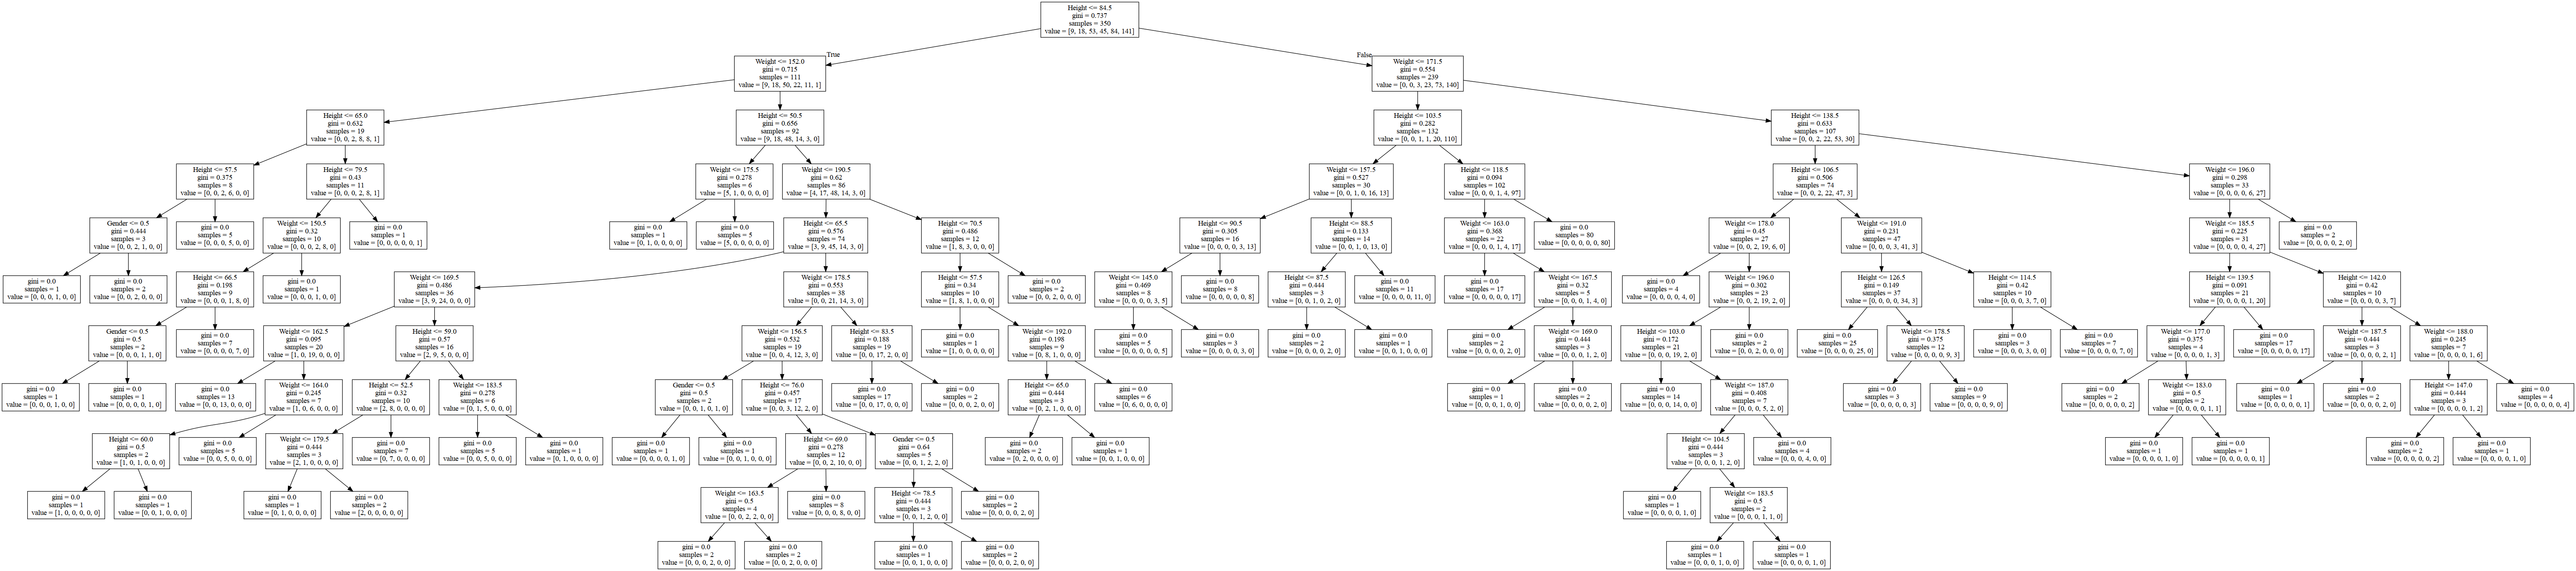 Height <= 84.5
gini = 0.737
samples = 350
value = [9, 18, 53, 45, 84, 141]
True
False
Weight <= 152.0
gini = 0.715
samples = 111
value = [9, 18, 50, 22, 11, 1]
Weight <= 171.5
gini = 0.554
samples = 239
value = [0, 0, 3, 23, 73, 140]
Height <= 65.0
gini = 0.632
samples = 19
value = [0, 0, 2, 8, 8, 1]
Height <= 50.5
gini = 0.656
samples = 92
value = [9, 18, 48, 14, 3, 0]
Height <= 103.5
gini = 0.282
samples = 132
value = [0, 0, 1, 1, 20, 110]
Height <= 138.5
gini = 0.633
samples = 107
value = [0, 0, 2, 22, 53, 30]
Height <= 57.5
gini = 0.375
samples = 8
value = [0, 0, 2, 6, 0, 0]
Height <= 79.5
gini = 0.43
samples = 11
value = [0, 0, 0, 2, 8, 1]
Weight <= 175.5
gini = 0.278
samples = 6
value = [5, 1, 0, 0, 0, 0]
Weight <= 190.5
gini = 0.62
samples = 86
value = [4, 17, 48, 14, 3, 0]
Weight <= 157.5
gini = 0.527
samples = 30
value = [0, 0, 1, 0, 16, 13]
Height <= 118.5
gini = 0.094
samples = 102
value = [0, 0, 0, 1, 4, 97]
Height <= 106.5
gini = 0.506
samples = 74
value = [0, 0, 2, 22, 47, 3]
Weight <= 196.0
gini = 0.298
samples = 33
value = [0, 0, 0, 0, 6, 27]
Gender <= 0.5
gini = 0.444
samples = 3
value = [0, 0, 2, 1, 0, 0]
gini = 0.0
samples = 5
value = [0, 0, 0, 5, 0, 0]
Weight <= 150.5
gini = 0.32
samples = 10
value = [0, 0, 0, 2, 8, 0]
gini = 0.0
samples = 1
value = [0, 0, 0, 0, 0, 1]
gini = 0.0
samples = 1
value = [0, 1, 0, 0, 0, 0]
gini = 0.0
samples = 5
value = [5, 0, 0, 0, 0, 0]
Height <= 65.5
gini = 0.576
samples = 74
value = [3, 9, 45, 14, 3, 0]
Height <= 70.5
gini = 0.486
samples = 12
value = [1, 8, 3, 0, 0, 0]
Height <= 90.5
gini = 0.305
samples = 16
value = [0, 0, 0, 0, 3, 13]
Height <= 88.5
gini = 0.133
samples = 14
value = [0, 0, 1, 0, 13, 0]
Weight <= 163.0
gini = 0.368
samples = 22
value = [0, 0, 0, 1, 4, 17]
gini = 0.0
samples = 80
value = [0, 0, 0, 0, 0, 80]
Weight <= 178.0
gini = 0.45
samples = 27
value = [0, 0, 2, 19, 6, 0]
Weight <= 191.0
gini = 0.231
samples = 47
value = [0, 0, 0, 3, 41, 3]
Weight <= 185.5
gini = 0.225
samples = 31
value = [0, 0, 0, 0, 4, 27]
gini = 0.0
samples = 2
value = [0, 0, 0, 0, 2, 0]
gini = 0.0
samples = 1
value = [0, 0, 0, 1, 0, 0]
gini = 0.0
samples = 2
value = [0, 0, 2, 0, 0, 0]
Height <= 66.5
gini = 0.198
samples = 9
value = [0, 0, 0, 1, 8, 0]
gini = 0.0
samples = 1
value = [0, 0, 0, 1, 0, 0]
Weight <= 169.5
gini = 0.486
samples = 36
value = [3, 9, 24, 0, 0, 0]
Weight <= 178.5
gini = 0.553
samples = 38
value = [0, 0, 21, 14, 3, 0]
Height <= 57.5
gini = 0.34
samples = 10
value = [1, 8, 1, 0, 0, 0]
gini = 0.0
samples = 2
value = [0, 0, 2, 0, 0, 0]
Weight <= 145.0
gini = 0.469
samples = 8
value = [0, 0, 0, 0, 3, 5]
gini = 0.0
samples = 8
value = [0, 0, 0, 0, 0, 8]
Height <= 87.5
gini = 0.444
samples = 3
value = [0, 0, 1, 0, 2, 0]
gini = 0.0
samples = 11
value = [0, 0, 0, 0, 11, 0]
gini = 0.0
samples = 17
value = [0, 0, 0, 0, 0, 17]
Weight <= 167.5
gini = 0.32
samples = 5
value = [0, 0, 0, 1, 4, 0]
gini = 0.0
samples = 4
value = [0, 0, 0, 0, 4, 0]
Weight <= 196.0
gini = 0.302
samples = 23
value = [0, 0, 2, 19, 2, 0]
Height <= 126.5
gini = 0.149
samples = 37
value = [0, 0, 0, 0, 34, 3]
Height <= 114.5
gini = 0.42
samples = 10
value = [0, 0, 0, 3, 7, 0]
Height <= 139.5
gini = 0.091
samples = 21
value = [0, 0, 0, 0, 1, 20]
Height <= 142.0
gini = 0.42
samples = 10
value = [0, 0, 0, 0, 3, 7]
Gender <= 0.5
gini = 0.5
samples = 2
value = [0, 0, 0, 1, 1, 0]
gini = 0.0
samples = 7
value = [0, 0, 0, 0, 7, 0]
Weight <= 162.5
gini = 0.095
samples = 20
value = [1, 0, 19, 0, 0, 0]
Height <= 59.0
gini = 0.57
samples = 16
value = [2, 9, 5, 0, 0, 0]
Weight <= 156.5
gini = 0.532
samples = 19
value = [0, 0, 4, 12, 3, 0]
Height <= 83.5
gini = 0.188
samples = 19
value = [0, 0, 17, 2, 0, 0]
gini = 0.0
samples = 1
value = [1, 0, 0, 0, 0, 0]
Weight <= 192.0
gini = 0.198
samples = 9
value = [0, 8, 1, 0, 0, 0]
gini = 0.0
samples = 5
value = [0, 0, 0, 0, 0, 5]
gini = 0.0
samples = 3
value = [0, 0, 0, 0, 3, 0]
gini = 0.0
samples = 2
value = [0, 0, 0, 0, 2, 0]
gini = 0.0
samples = 1
value = [0, 0, 1, 0, 0, 0]
gini = 0.0
samples = 2
value = [0, 0, 0, 0, 2, 0]
Weight <= 169.0
gini = 0.444
samples = 3
value = [0, 0, 0, 1, 2, 0]
Height <= 103.0
gini = 0.172
samples = 21
value = [0, 0, 0, 19, 2, 0]
gini = 0.0
samples = 2
value = [0, 0, 2, 0, 0, 0]
gini = 0.0
samples = 25
value = [0, 0, 0, 0, 25, 0]
Weight <= 178.5
gini = 0.375
samples = 12
value = [0, 0, 0, 0, 9, 3]
gini = 0.0
samples = 3
value = [0, 0, 0, 3, 0, 0]
gini = 0.0
samples = 7
value = [0, 0, 0, 0, 7, 0]
Weight <= 177.0
gini = 0.375
samples = 4
value = [0, 0, 0, 0, 1, 3]
gini = 0.0
samples = 17
value = [0, 0, 0, 0, 0, 17]
Weight <= 187.5
gini = 0.444
samples = 3
value = [0, 0, 0, 0, 2, 1]
Weight <= 188.0
gini = 0.245
samples = 7
value = [0, 0, 0, 0, 1, 6]
gini = 0.0
samples = 1
value = [0, 0, 0, 1, 0, 0]
gini = 0.0
samples = 1
value = [0, 0, 0, 0, 1, 0]
gini = 0.0
samples = 13
value = [0, 0, 13, 0, 0, 0]
Weight <= 164.0
gini = 0.245
samples = 7
value = [1, 0, 6, 0, 0, 0]
Height <= 52.5
gini = 0.32
samples = 10
value = [2, 8, 0, 0, 0, 0]
Weight <= 183.5
gini = 0.278
samples = 6
value = [0, 1, 5, 0, 0, 0]
Gender <= 0.5
gini = 0.5
samples = 2
value = [0, 0, 1, 0, 1, 0]
Height <= 76.0
gini = 0.457
samples = 17
value = [0, 0, 3, 12, 2, 0]
gini = 0.0
samples = 17
value = [0, 0, 17, 0, 0, 0]
gini = 0.0
samples = 2
value = [0, 0, 0, 2, 0, 0]
Height <= 65.0
gini = 0.444
samples = 3
value = [0, 2, 1, 0, 0, 0]
gini = 0.0
samples = 6
value = [0, 6, 0, 0, 0, 0]
gini = 0.0
samples = 1
value = [0, 0, 0, 1, 0, 0]
gini = 0.0
samples = 2
value = [0, 0, 0, 0, 2, 0]
gini = 0.0
samples = 14
value = [0, 0, 0, 14, 0, 0]
Weight <= 187.0
gini = 0.408
samples = 7
value = [0, 0, 0, 5, 2, 0]
gini = 0.0
samples = 3
value = [0, 0, 0, 0, 0, 3]
gini = 0.0
samples = 9
value = [0, 0, 0, 0, 9, 0]
gini = 0.0
samples = 2
value = [0, 0, 0, 0, 0, 2]
Weight <= 183.0
gini = 0.5
samples = 2
value = [0, 0, 0, 0, 1, 1]
gini = 0.0
samples = 1
value = [0, 0, 0, 0, 0, 1]
gini = 0.0
samples = 2
value = [0, 0, 0, 0, 2, 0]
Height <= 147.0
gini = 0.444
samples = 3
value = [0, 0, 0, 0, 1, 2]
gini = 0.0
samples = 4
value = [0, 0, 0, 0, 0, 4]
Height <= 60.0
gini = 0.5
samples = 2
value = [1, 0, 1, 0, 0, 0]
gini = 0.0
samples = 5
value = [0, 0, 5, 0, 0, 0]
Weight <= 179.5
gini = 0.444
samples = 3
value = [2, 1, 0, 0, 0, 0]
gini = 0.0
samples = 7
value = [0, 7, 0, 0, 0, 0]
gini = 0.0
samples = 5
value = [0, 0, 5, 0, 0, 0]
gini = 0.0
samples = 1
value = [0, 1, 0, 0, 0, 0]
gini = 0.0
samples = 1
value = [0, 0, 0, 0, 1, 0]
gini = 0.0
samples = 1
value = [0, 0, 1, 0, 0, 0]
Height <= 69.0
gini = 0.278
samples = 12
value = [0, 0, 2, 10, 0, 0]
Gender <= 0.5
gini = 0.64
samples = 5
value = [0, 0, 1, 2, 2, 0]
gini = 0.0
samples = 2
value = [0, 2, 0, 0, 0, 0]
gini = 0.0
samples = 1
value = [0, 0, 1, 0, 0, 0]
Height <= 104.5
gini = 0.444
samples = 3
value = [0, 0, 0, 1, 2, 0]
gini = 0.0
samples = 4
value = [0, 0, 0, 4, 0, 0]
gini = 0.0
samples = 1
value = [0, 0, 0, 0, 1, 0]
gini = 0.0
samples = 1
value = [0, 0, 0, 0, 0, 1]
gini = 0.0
samples = 2
value = [0, 0, 0, 0, 0, 2]
gini = 0.0
samples = 1
value = [0, 0, 0, 0, 1, 0]
gini = 0.0
samples = 1
value = [1, 0, 0, 0, 0, 0]
gini = 0.0
samples = 1
value = [0, 0, 1, 0, 0, 0]
gini = 0.0
samples = 1
value = [0, 1, 0, 0, 0, 0]
gini = 0.0
samples = 2
value = [2, 0, 0, 0, 0, 0]
Weight <= 163.5
gini = 0.5
samples = 4
value = [0, 0, 2, 2, 0, 0]
gini = 0.0
samples = 8
value = [0, 0, 0, 8, 0, 0]
Height <= 78.5
gini = 0.444
samples = 3
value = [0, 0, 1, 2, 0, 0]
gini = 0.0
samples = 2
value = [0, 0, 0, 0, 2, 0]
gini = 0.0
samples = 1
value = [0, 0, 0, 0, 1, 0]
Weight <= 183.5
gini = 0.5
samples = 2
value = [0, 0, 0, 1, 1, 0]
gini = 0.0
samples = 2
value = [0, 0, 0, 2, 0, 0]
gini = 0.0
samples = 2
value = [0, 0, 2, 0, 0, 0]
gini = 0.0
samples = 1
value = [0, 0, 1, 0, 0, 0]
gini = 0.0
samples = 2
value = [0, 0, 0, 2, 0, 0]
gini = 0.0
samples = 1
value = [0, 0, 0, 1, 0, 0]
gini = 0.0
samples = 1
value = [0, 0, 0, 0, 1, 0]